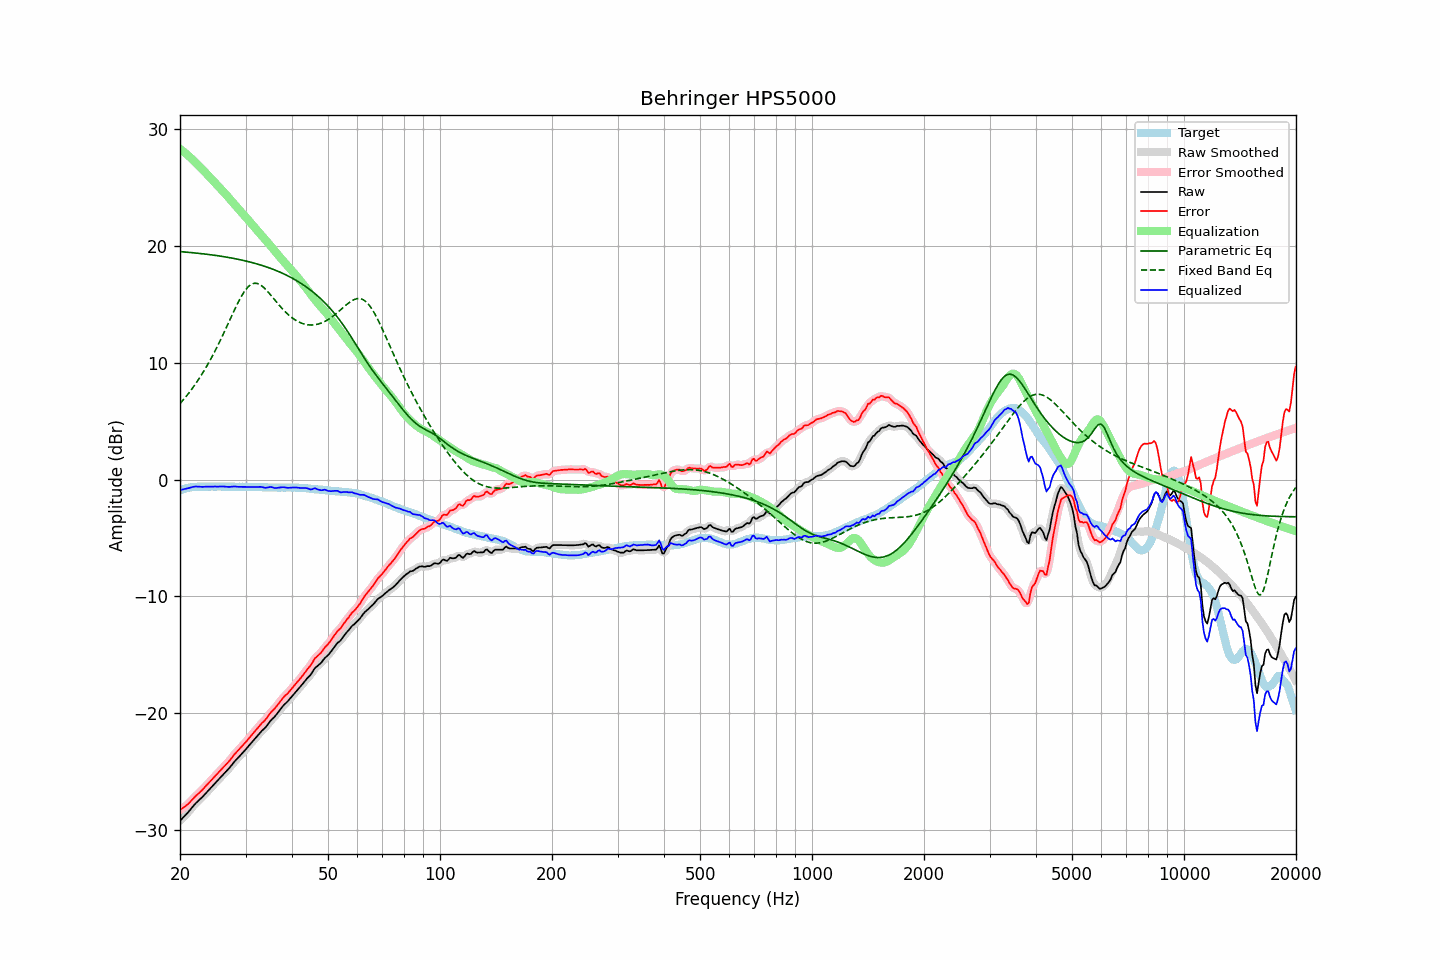 Behringer HPS5000
30
20
10
0
−10
−20
−30
Amplitude (dBr)
20
50
100
200
500
1000
2000
5000
10000
20000
Frequency (Hz)
Target
Raw Smoothed
Error Smoothed
Raw
Error
Equalization
Parametric Eq
Fixed Band Eq
Equalized